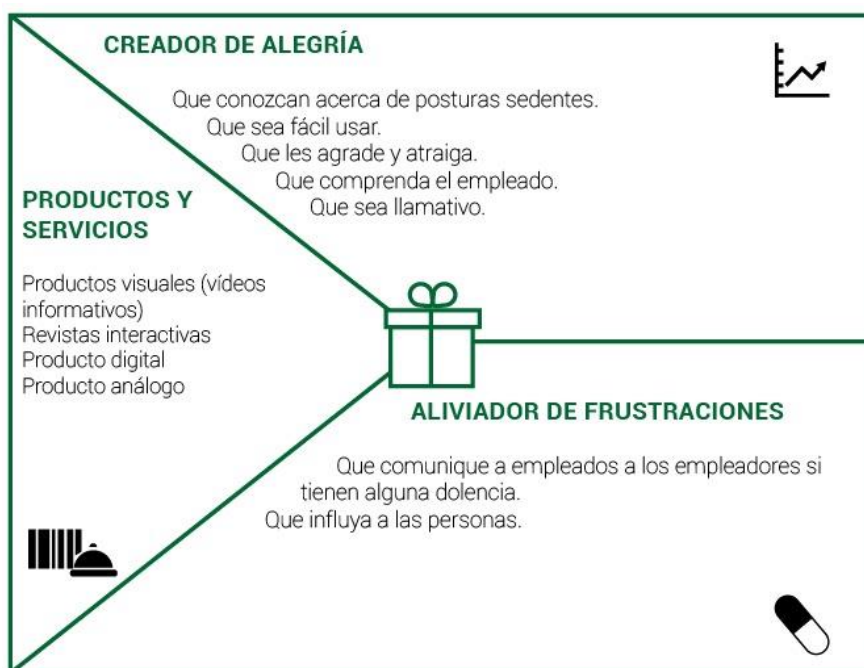 CREADOR DE ALEGRÍA
Que conozcan acerca de posturas sedentes.
Que sea fácil usar.
Que les agrade y atraiga.
Que comprenda el empleado.
Que sea llamativo.
PRODUCTOS Y
SERVICIOS
Productos visuales (vídeos
informativos)
Revistas interactivas
Producto digital
Producto análogo
ALIVIADOR DE FRUSTRACIONES
Que comunique a empleados a los empleadores si
tienen alguna dolencia.
Que influya a las personas.